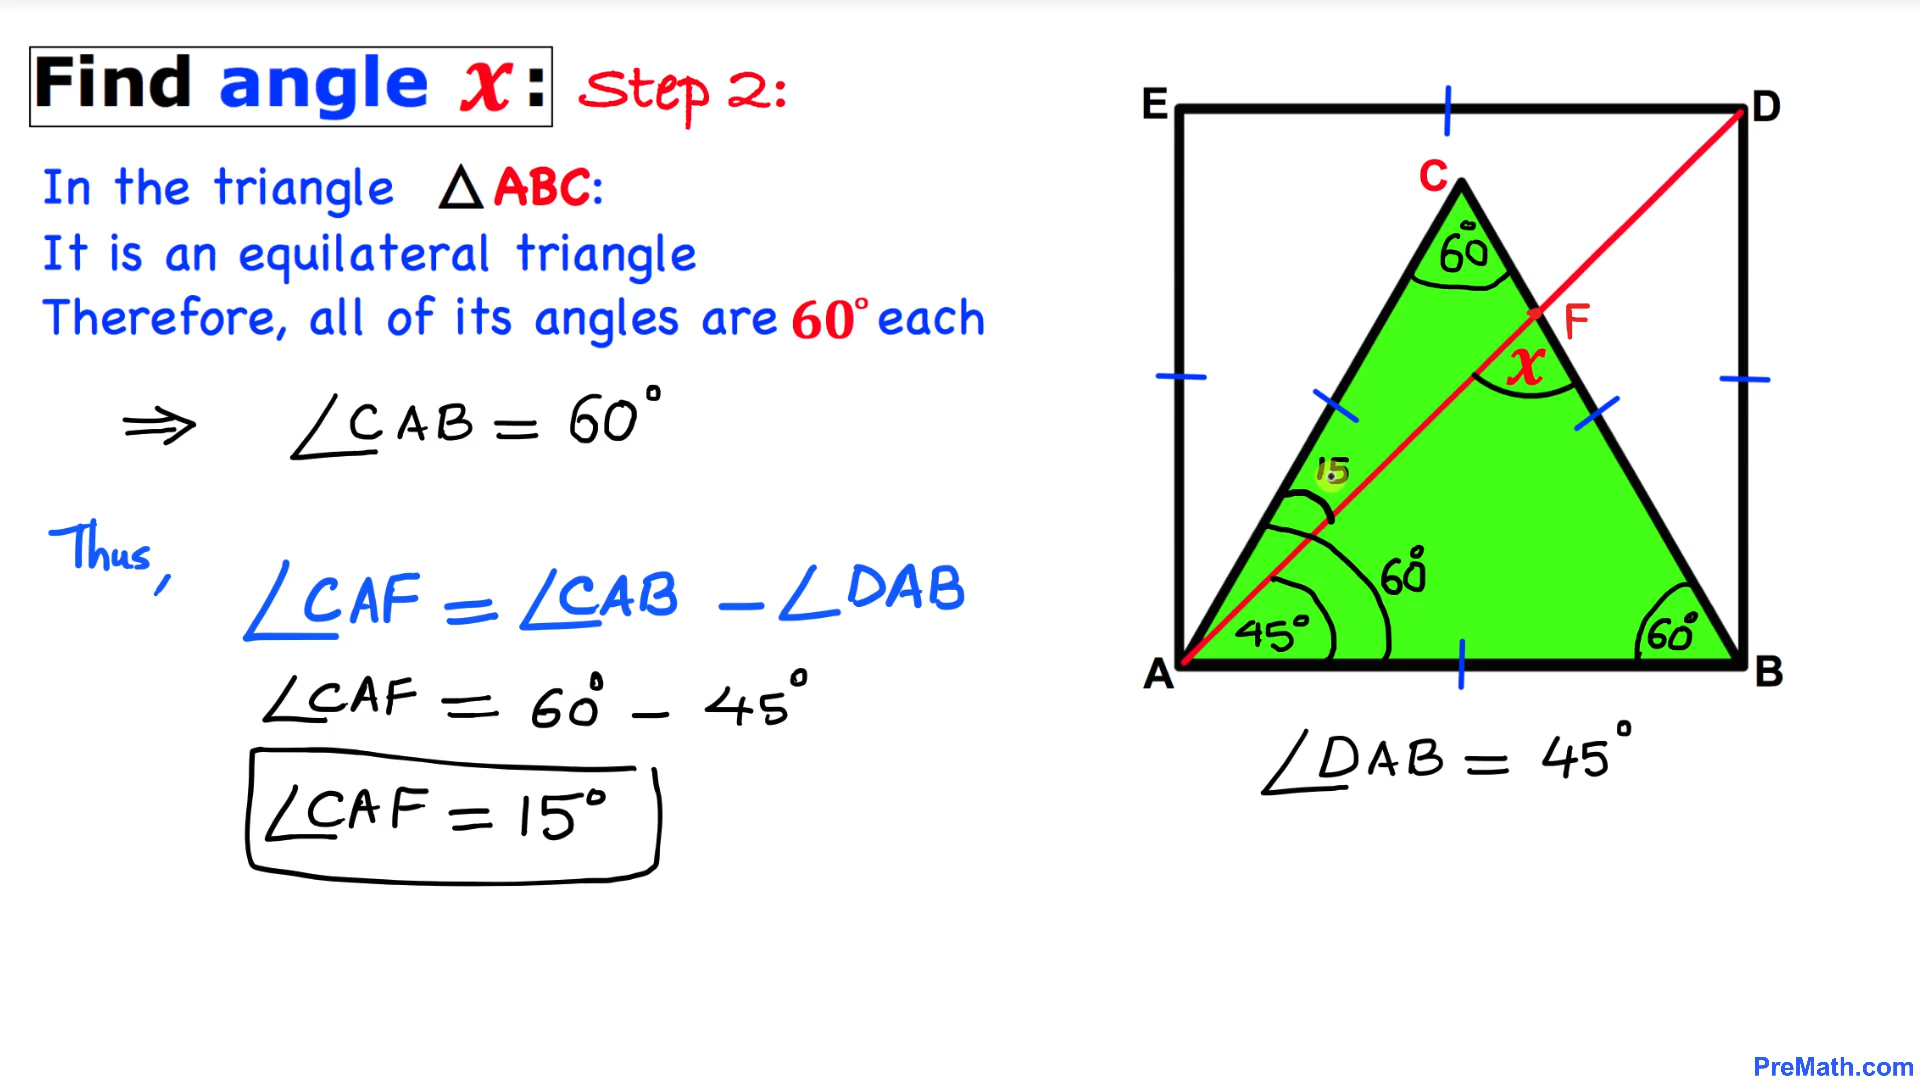 Find angle x: Step 2:
In the triangle △ABC:
It is an equilateral triangle
Therefore, all of its angles are 60° each
⇒ ∠CAB = 60°
Thus,
∠CAF = ∠CAB − ∠DAB
∠CAF = 60° − 45°
∠CAF = 15°
E
D
C
60°
F
x
15
60°
45°
60°
A
B
∠DAB = 45°
PreMath.com